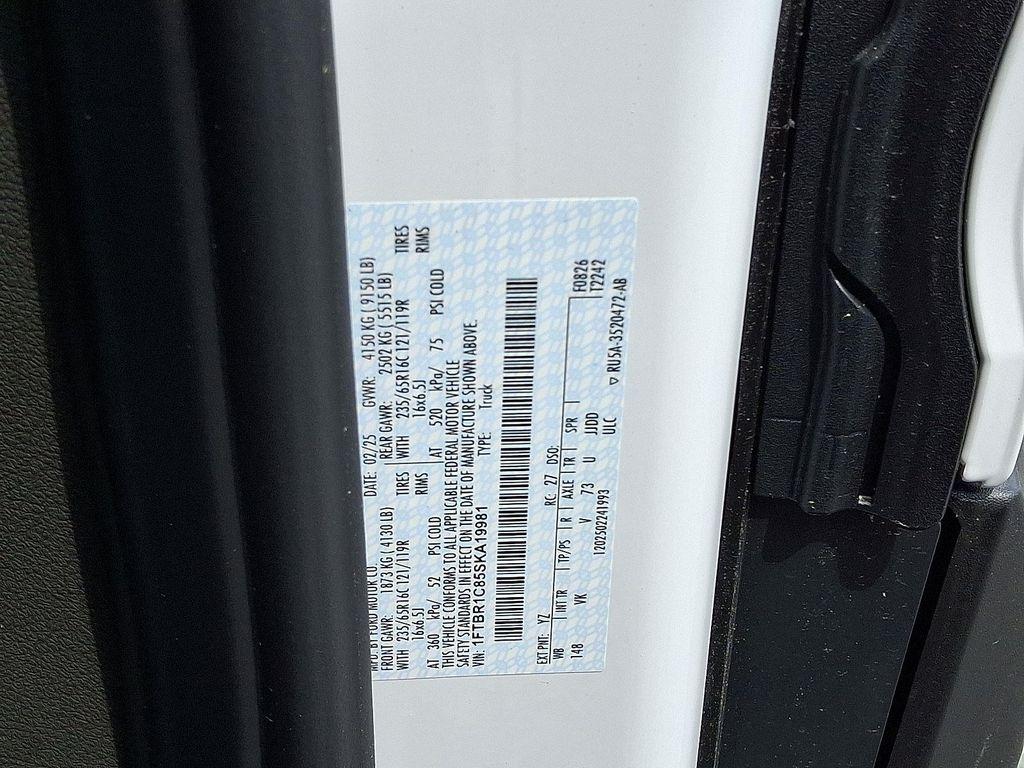 MFD. BY FORD MOTOR CO.
DATE: 02/25 GVWR: 4150 KG ( 9150 LB)
FRONT GAWR: 1873 KG ( 4130 LB) REAR GAWR: 2502 KG ( 5515 LB)
WITH 235/65R16C 121/119R TIRES WITH 235/65R16C 121/119R TIRES
16x6.5J RIMS 16x6.5J RIMS
AT 360 kPa/ 52 PSI COLD AT 520 kPa/ 75 PSI COLD
THIS VEHICLE CONFORMS TO ALL APPLICABLE FEDERAL MOTOR VEHICLE
SAFETY STANDARDS IN EFFECT ON THE DATE OF MANUFACTURE SHOWN ABOVE.
VIN: 1FTBR1C85SKA19981 TYPE: Truck
EXT PNT: YZ RC: 27 DSO:
WB INT TR TP/PS R AXLE TR SPR F0826
148 VK V 73 U JJDD T2242
ULC
1202502241993 ▽ RU5A-3520472-AB